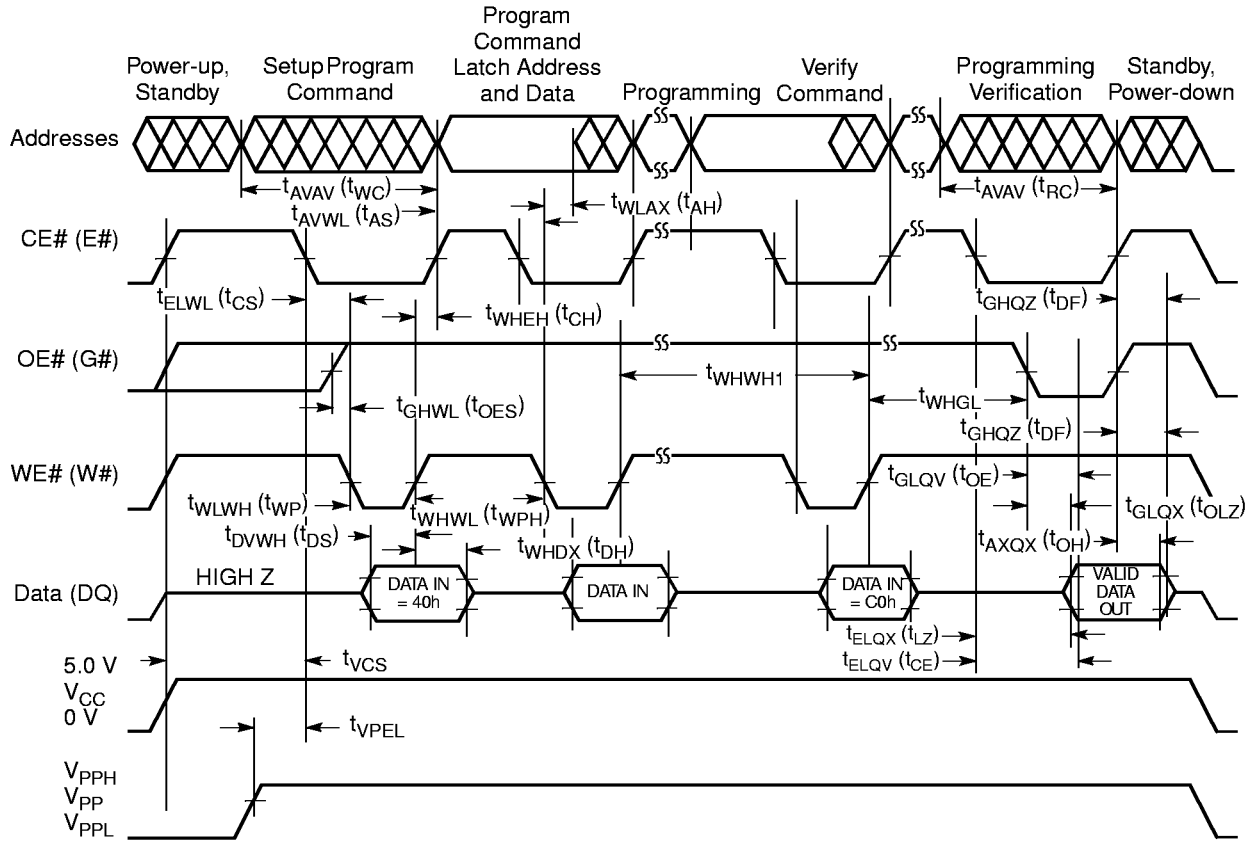 Power-up,
Standby
Setup Program
Command
Program
Command
Latch Address
and Data
Programming
Verify
Command
Programming
Verification
Standby,
Power-down
Addresses
tAVAV (tWC)
tAVWL (tAS)
tWLAX (tAH)
tAVAV (tRC)
CE# (E#)
tELWL (tCS)
tWHEH (tCH)
tGHQZ (tDF)
OE# (G#)
tWHWH1
tGHWL (tOES)
tWHGL
tGHQZ (tDF)
WE# (W#)
tGLQV (tOE)
tWLWH (tWP)
tWHWL (tWPH)
tGLQX (tOLZ)
tDVWH (tDS)
tWHDX (tDH)
tAXQX (tOH)
Data (DQ)
HIGH Z
DATA IN
= 40h
DATA IN
DATA IN
= C0h
VALID
DATA
OUT
tELQX (tLZ)
tELQV (tCE)
5.0 V
VCC
0 V
tVCS
tVPEL
VPPH
VPP
VPPL